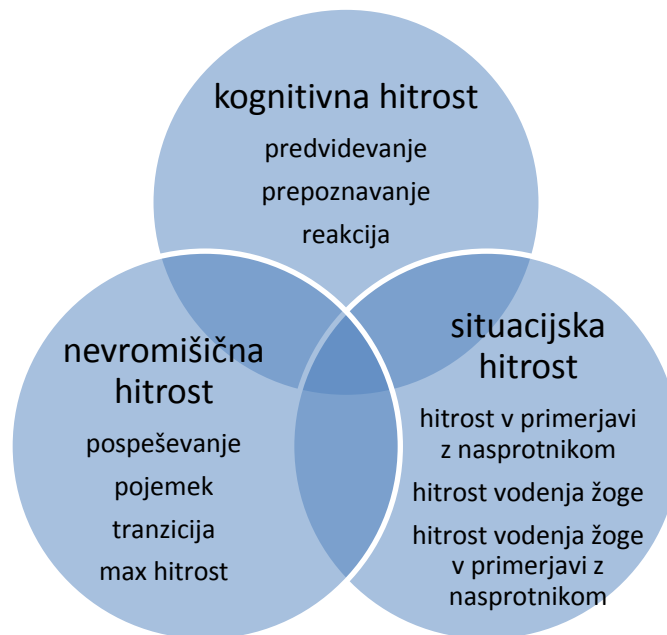 kognitivna hitrost
predvidevanje
prepoznavanje
reakcija
nevromišična
hitrost
pospeševanje
pojemek
tranzicija
max hitrost
situacijska
hitrost
hitrost v primerjavi
z nasprotnikom
hitrost vodenja žoge
hitrost vodenja žoge
v primerjavi z
nasprotnikom